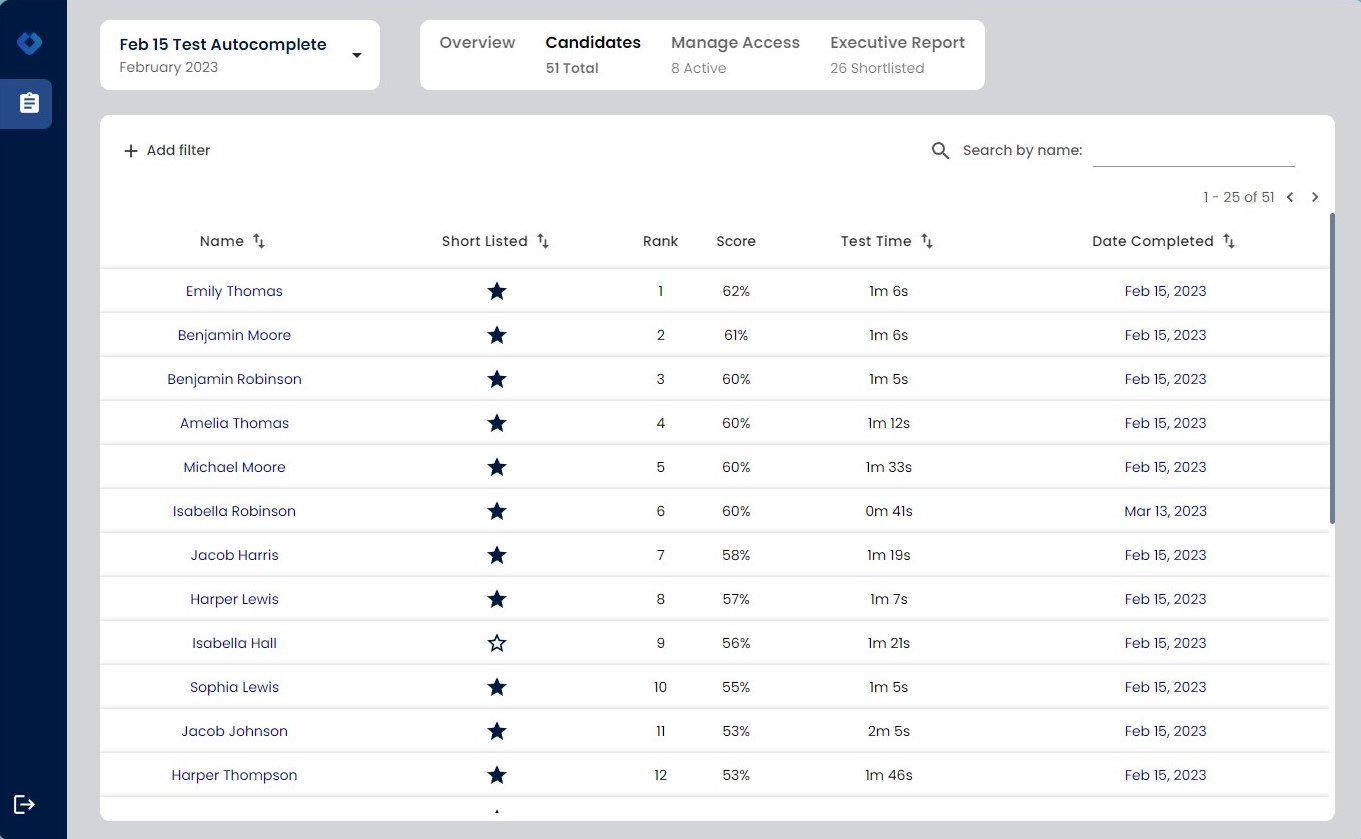 Feb 15 Test Autocomplete
February 2023
Overview Candidates Manage Access Executive Report
51 Total 8 Active 26 Shortlisted
Add filter Search by name:
1 - 25 of 51
Name Short Listed Rank Score Test Time Date Completed
Emily Thomas 1 62% 1m 6s Feb 15, 2023
Benjamin Moore 2 61% 1m 6s Feb 15, 2023
Benjamin Robinson 3 60% 1m 5s Feb 15, 2023
Amelia Thomas 4 60% 1m 12s Feb 15, 2023
Michael Moore 5 60% 1m 33s Feb 15, 2023
Isabella Robinson 6 60% 0m 41s Mar 13, 2023
Jacob Harris 7 58% 1m 19s Feb 15, 2023
Harper Lewis 8 57% 1m 7s Feb 15, 2023
Isabella Hall 9 56% 1m 21s Feb 15, 2023
Sophia Lewis 10 55% 1m 5s Feb 15, 2023
Jacob Johnson 11 53% 2m 5s Feb 15, 2023
Harper Thompson 12 53% 1m 46s Feb 15, 2023